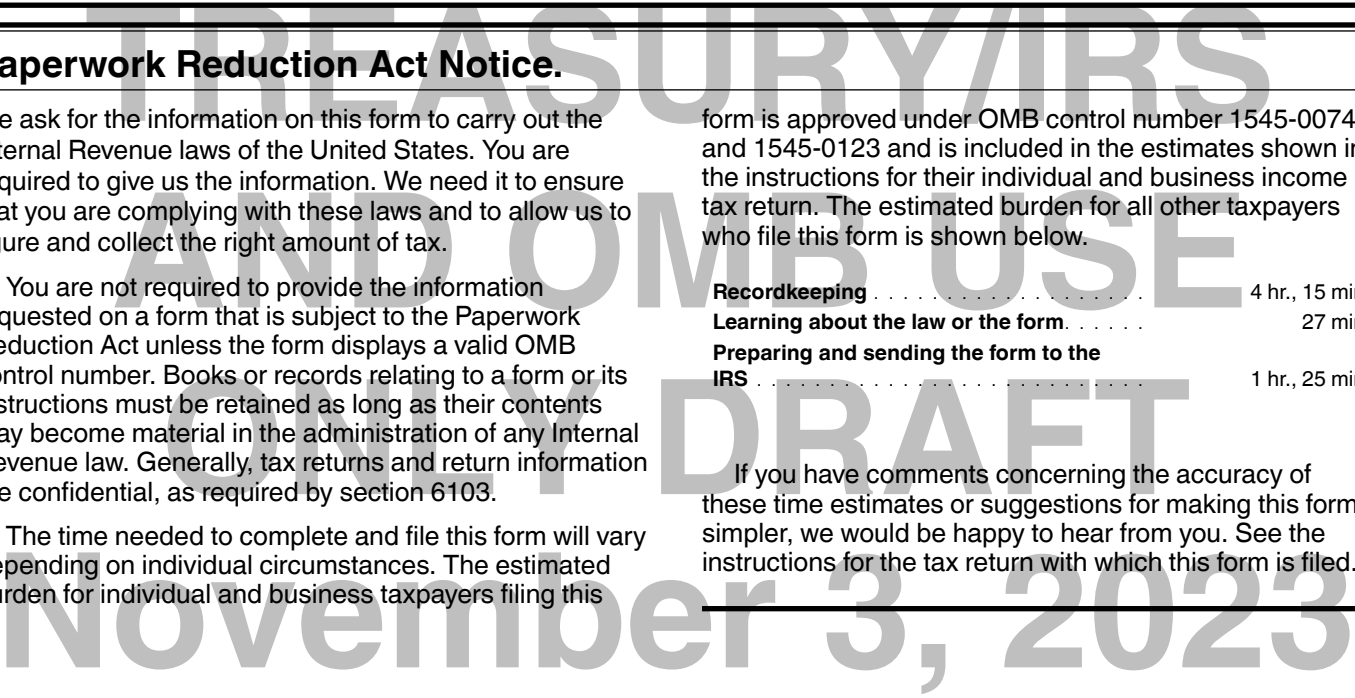 aperwork Reduction Act Notice.
e ask for the information on this form to carry out the
ternal Revenue laws of the United States. You are
quired to give us the information. We need it to ensure
at you are complying with these laws and to allow us to
gure and collect the right amount of tax.
You are not required to provide the information
quested on a form that is subject to the Paperwork
eduction Act unless the form displays a valid OMB
ontrol number. Books or records relating to a form or its
structions must be retained as long as their contents
ay become material in the administration of any Internal
evenue law. Generally, tax returns and return information
e confidential, as required by section 6103.
The time needed to complete and file this form will vary
epending on individual circumstances. The estimated
urden for individual and business taxpayers filing this
form is approved under OMB control number 1545-0074
and 1545-0123 and is included in the estimates shown in
the instructions for their individual and business income
tax return. The estimated burden for all other taxpayers
who file this form is shown below.
Recordkeeping . . . . . . . . . . . . . . . . . . . 4 hr., 15 min
Learning about the law or the form . . . . . . 27 min
Preparing and sending the form to the
IRS . . . . . . . . . . . . . . . . . . . . . . . . . . . 1 hr., 25 min
If you have comments concerning the accuracy of
these time estimates or suggestions for making this form
simpler, we would be happy to hear from you. See the
instructions for the tax return with which this form is filed.
TREASURY/IRS
AND OMB USE
ONLY DRAFT
November 3, 2023